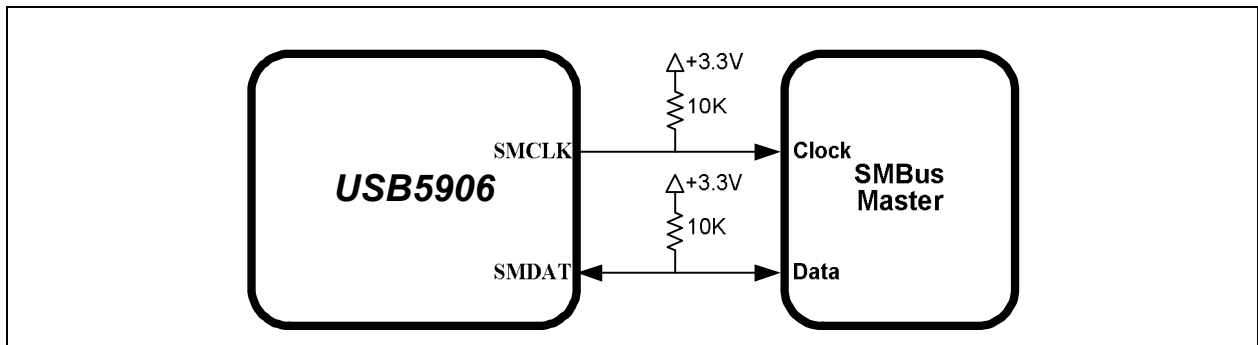 +3.3V
10K
SMCLK
Clock
USB5906
SMBus
Master
+3.3V
10K
SMDAT
Data